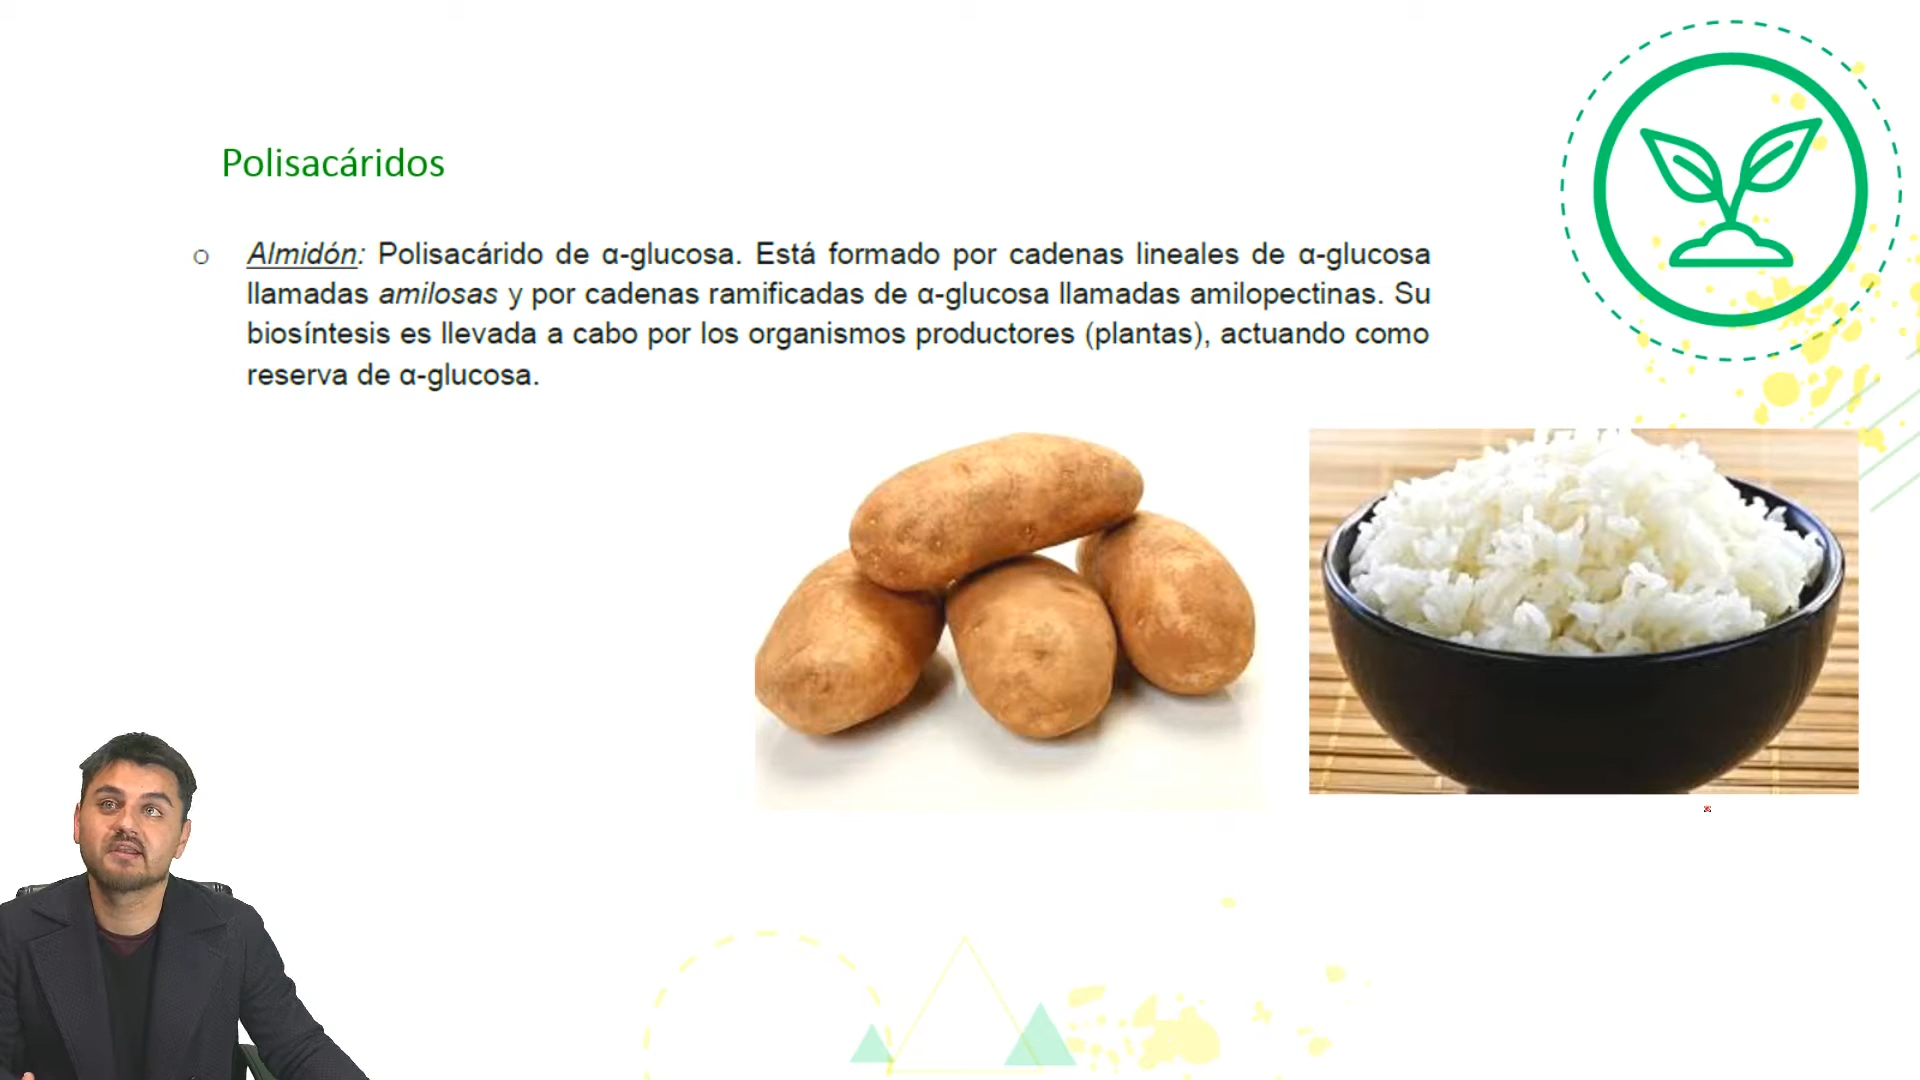 Polisacáridos
o Almidón: Polisacárido de α-glucosa. Está formado por cadenas lineales de α-glucosa
llamadas amilosas y por cadenas ramificadas de α-glucosa llamadas amilopectinas. Su
biosíntesis es llevada a cabo por los organismos productores (plantas), actuando como
reserva de α-glucosa.